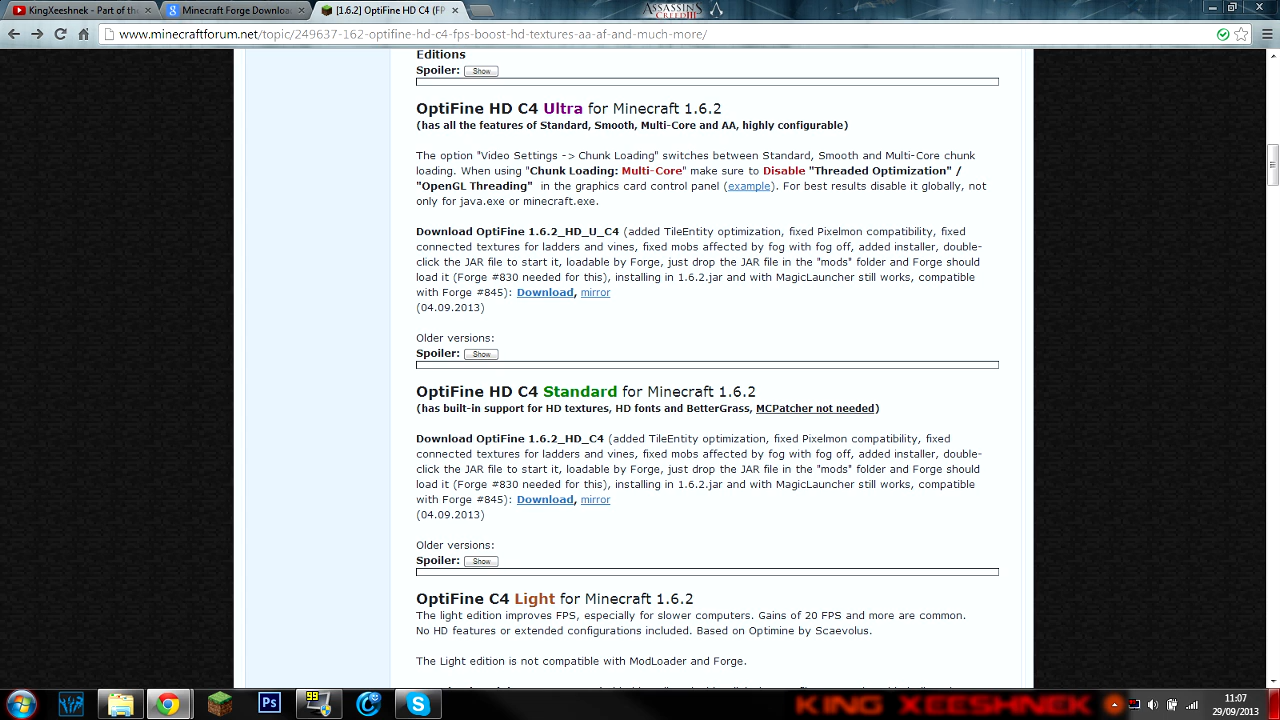 KingXeeshnek - Part of the
Minecraft Forge Downloa
[1.6.2] OptiFine HD C4 (FP
ASSASSINS
www.minecraftforum.net/topic/249637-162-optifine-hd-c4-fps-boost-hd-textures-aa-af-and-much-more/
Editions
Spoiler: Show
OptiFine HD C4 Ultra for Minecraft 1.6.2
(has all the features of Standard, Smooth, Multi-Core and AA, highly configurable)
The option "Video Settings -> Chunk Loading" switches between Standard, Smooth and Multi-Core chunk
loading. When using "Chunk Loading: Multi-Core" make sure to Disable "Threaded Optimization" /
"OpenGL Threading" in the graphics card control panel (example). For best results disable it globally, not
only for java.exe or minecraft.exe.
Download OptiFine 1.6.2_HD_U_C4 (added TileEntity optimization, fixed Pixelmon compatibility, fixed
connected textures for ladders and vines, fixed mobs affected by fog with fog off, added installer, double-
click the JAR file to start it, loadable by Forge, just drop the JAR file in the "mods" folder and Forge should
load it (Forge #830 needed for this), installing in 1.6.2.jar and with MagicLauncher still works, compatible
with Forge #845): Download, mirror
(04.09.2013)
Older versions:
Spoiler: Show
OptiFine HD C4 Standard for Minecraft 1.6.2
(has built-in support for HD textures, HD fonts and BetterGrass, MCPatcher not needed)
Download OptiFine 1.6.2_HD_C4 (added TileEntity optimization, fixed Pixelmon compatibility, fixed
connected textures for ladders and vines, fixed mobs affected by fog with fog off, added installer, double-
click the JAR file to start it, loadable by Forge, just drop the JAR file in the "mods" folder and Forge should
load it (Forge #830 needed for this), installing in 1.6.2.jar and with MagicLauncher still works, compatible
with Forge #845): Download, mirror
(04.09.2013)
Older versions:
Spoiler: Show
OptiFine C4 Light for Minecraft 1.6.2
The light edition improves FPS, especially for slower computers. Gains of 20 FPS and more are common.
No HD features or extended configurations included. Based on Optimine by Scaevolus.
The Light edition is not compatible with ModLoader and Forge.
Ps
99
KING XEESHNEK
11:07
29/09/2013